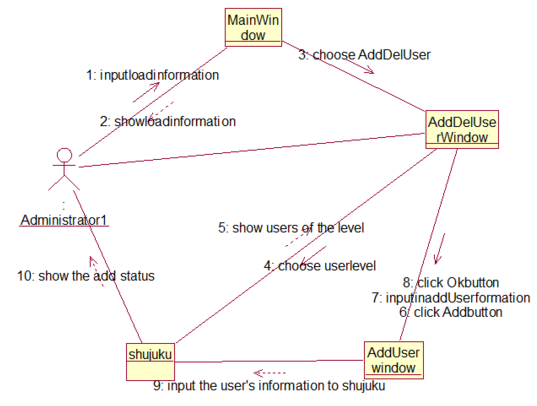 MainWin
dow
3: choose AddDelUser
1: inputloadinformation
2: showloadinformation
AddDelUse
rWindow
:
Administrator1
5: show users of the level
4: choose userlevel
10: show the add status
8: click Okbutton
7: inputinaddUserformation
6: click Addbutton
shujuku
AddUser
window
9: input the user's information to shujuku